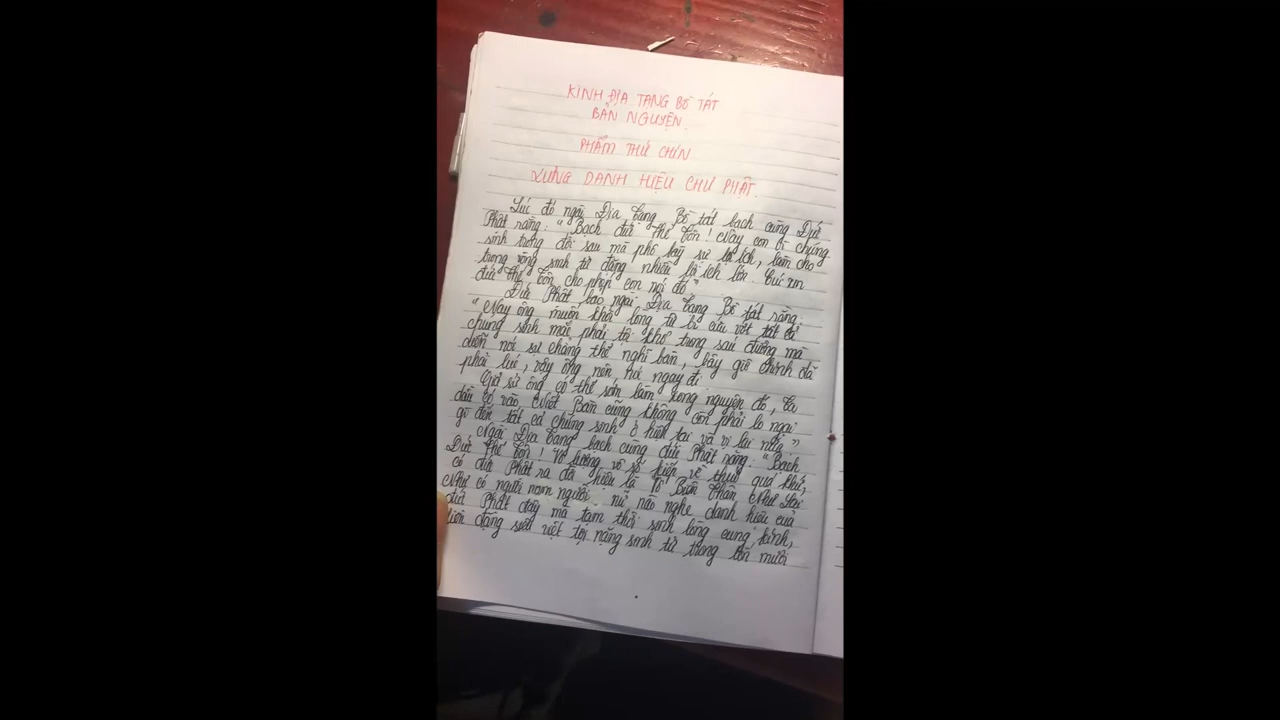 KINH ĐỊA TẠNG BỒ TÁT
BẢN NGUYỆN
PHẨM THỨ CHÍN
XƯNG DANH HIỆU CHƯ PHẬT.
Lúc đó ngài Địa Tạng Bồ tát bạch cùng Đức
Phật rằng: "Bạch đức Thế Tôn! Nay con vì chúng
sinh trong đời sau mà phô bày sự lợi ích, làm cho
trong vòng sinh tử đặng nhiều lợi ích lớn. Cúi xin
đức Thế Tôn cho phép con nói đó"
Đức Phật bảo ngài Địa Tạng Bồ tát rằng:
"Nay ông muốn khởi lòng từ bi cứu vớt tất cả
chúng sinh mắc phải tội khổ trong sáu đường mà
diễn nói sự chẳng thể nghĩ bàn, bây giờ chính đã
phải lúc, vậy ông nên nói ngay đi.
Giả sử ông có thể sớm làm xong nguyện đó, Ta
dầu có vào Niết Bàn cũng không còn phải lo ngại
gì đến tất cả chúng sinh ở hiện tại và vị lai nữa"
Ngài Địa Tạng bạch cùng đức Phật rằng: "Bạch
Đức Thế Tôn! Vô lượng vô số kiếp về thuở quá khứ,
có đức Phật ra đời hiệu là Vô Biên Thân Như Lai
Như có người nam người nữ nào nghe danh hiệu của
đức Phật đây mà tạm thời sinh lòng cung kính,
liền đặng siêu việt tội nặng sinh tử trong bốn mươi